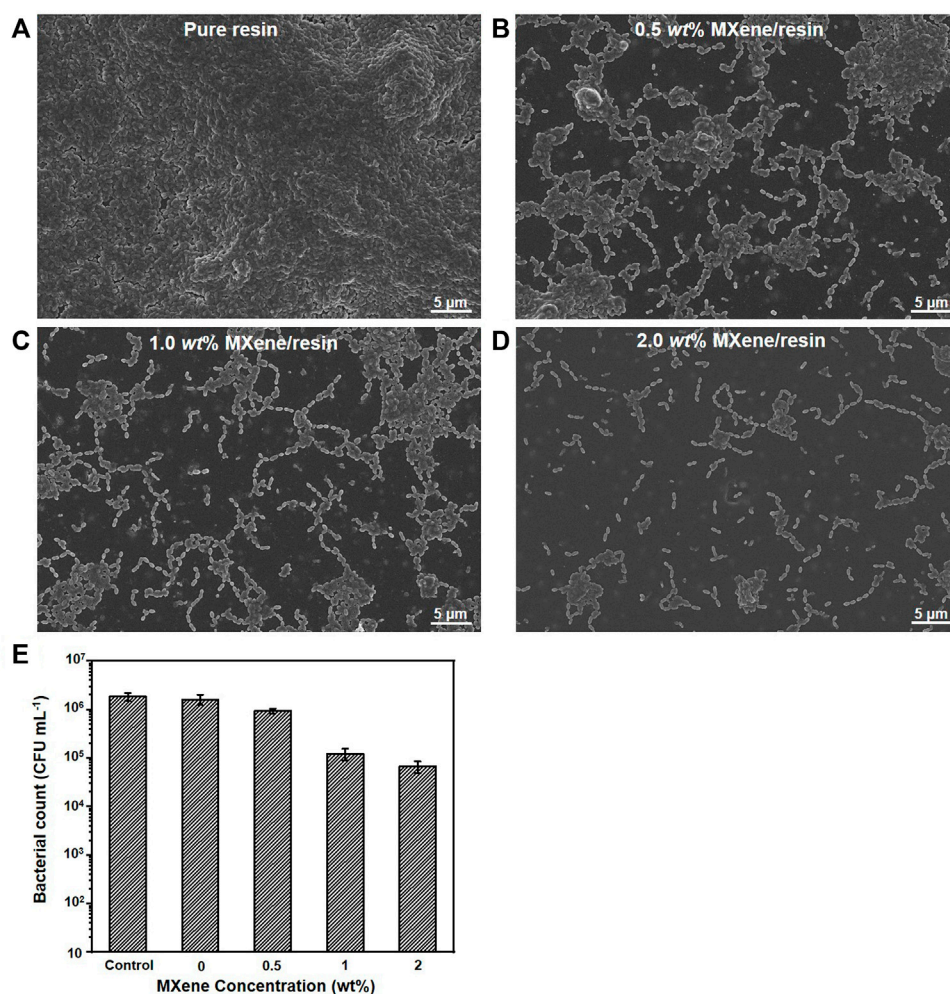 A
Pure resin
5 µm
B
0.5 wt% MXene/resin
5 µm
C
1.0 wt% MXene/resin
5 µm
D
2.0 wt% MXene/resin
5 µm
E
Bacterial count (CFU mL⁻¹)
10⁷
10⁶
10⁵
10⁴
10³
10²
10
Control 0 0.5 1 2
MXene Concentration (wt%)